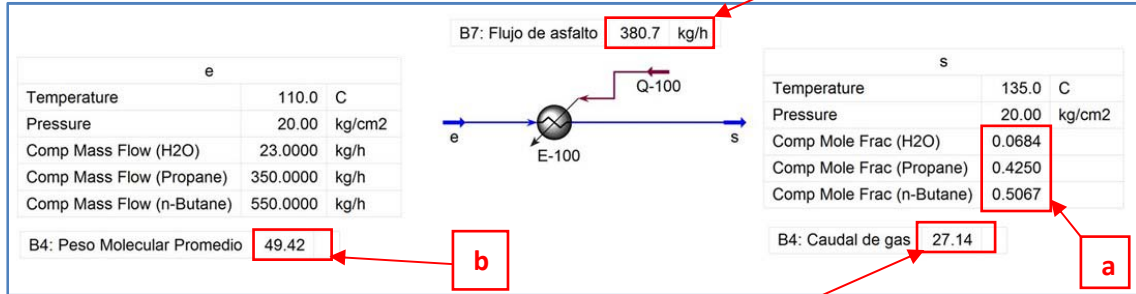 B7: Flujo de asfalto 380.7 kg/h
e
Temperature 110.0 C
Pressure 20.00 kg/cm2
Comp Mass Flow (H2O) 23.0000 kg/h
Comp Mass Flow (Propane) 350.0000 kg/h
Comp Mass Flow (n-Butane) 550.0000 kg/h
B4: Peso Molecular Promedio 49.42
b
Q-100
e
E-100
s
s
Temperature 135.0 C
Pressure 20.00 kg/cm2
Comp Mole Frac (H2O) 0.0684
Comp Mole Frac (Propane) 0.4250
Comp Mole Frac (n-Butane) 0.5067
B4: Caudal de gas 27.14
a